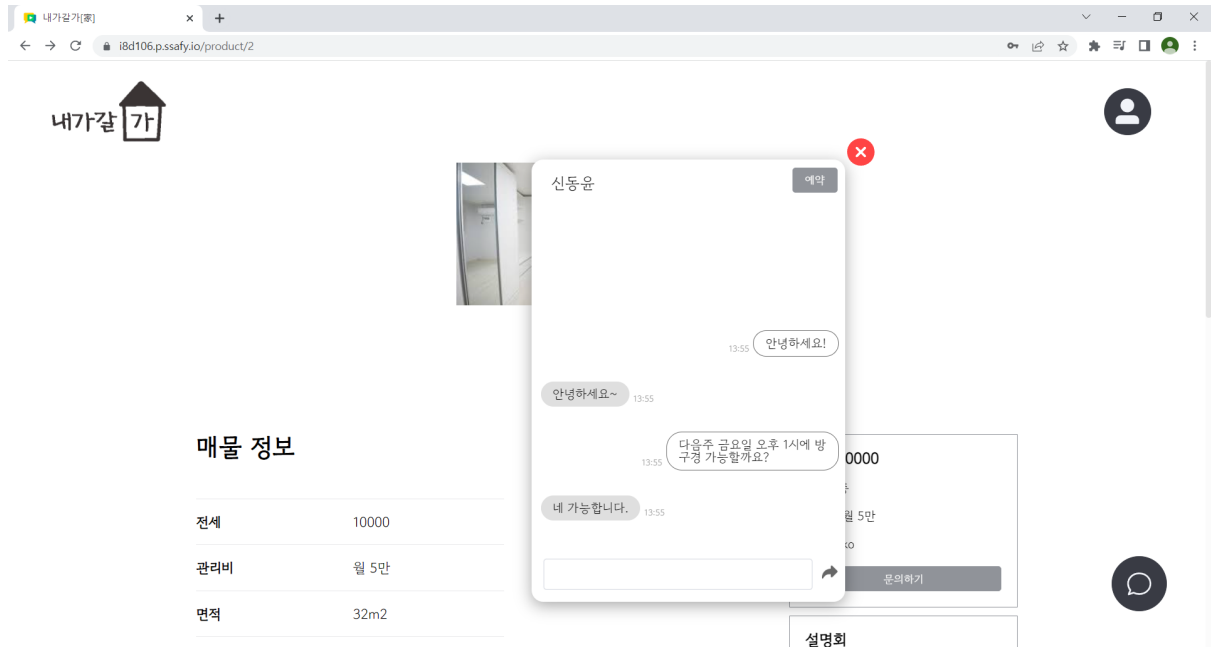 내가갈가[家]
i8d106.p.ssafy.io/product/2
내가갈 가
신동윤
예약
안녕하세요!
13:55
안녕하세요~
13:55
다음주 금요일 오후 1시에 방
구경 가능할까요?
13:55
네 가능합니다.
13:55
매물 정보
전세 10000
관리비 월 5만
면적 32m2
0000
월 5만
ko
문의하기
설명회